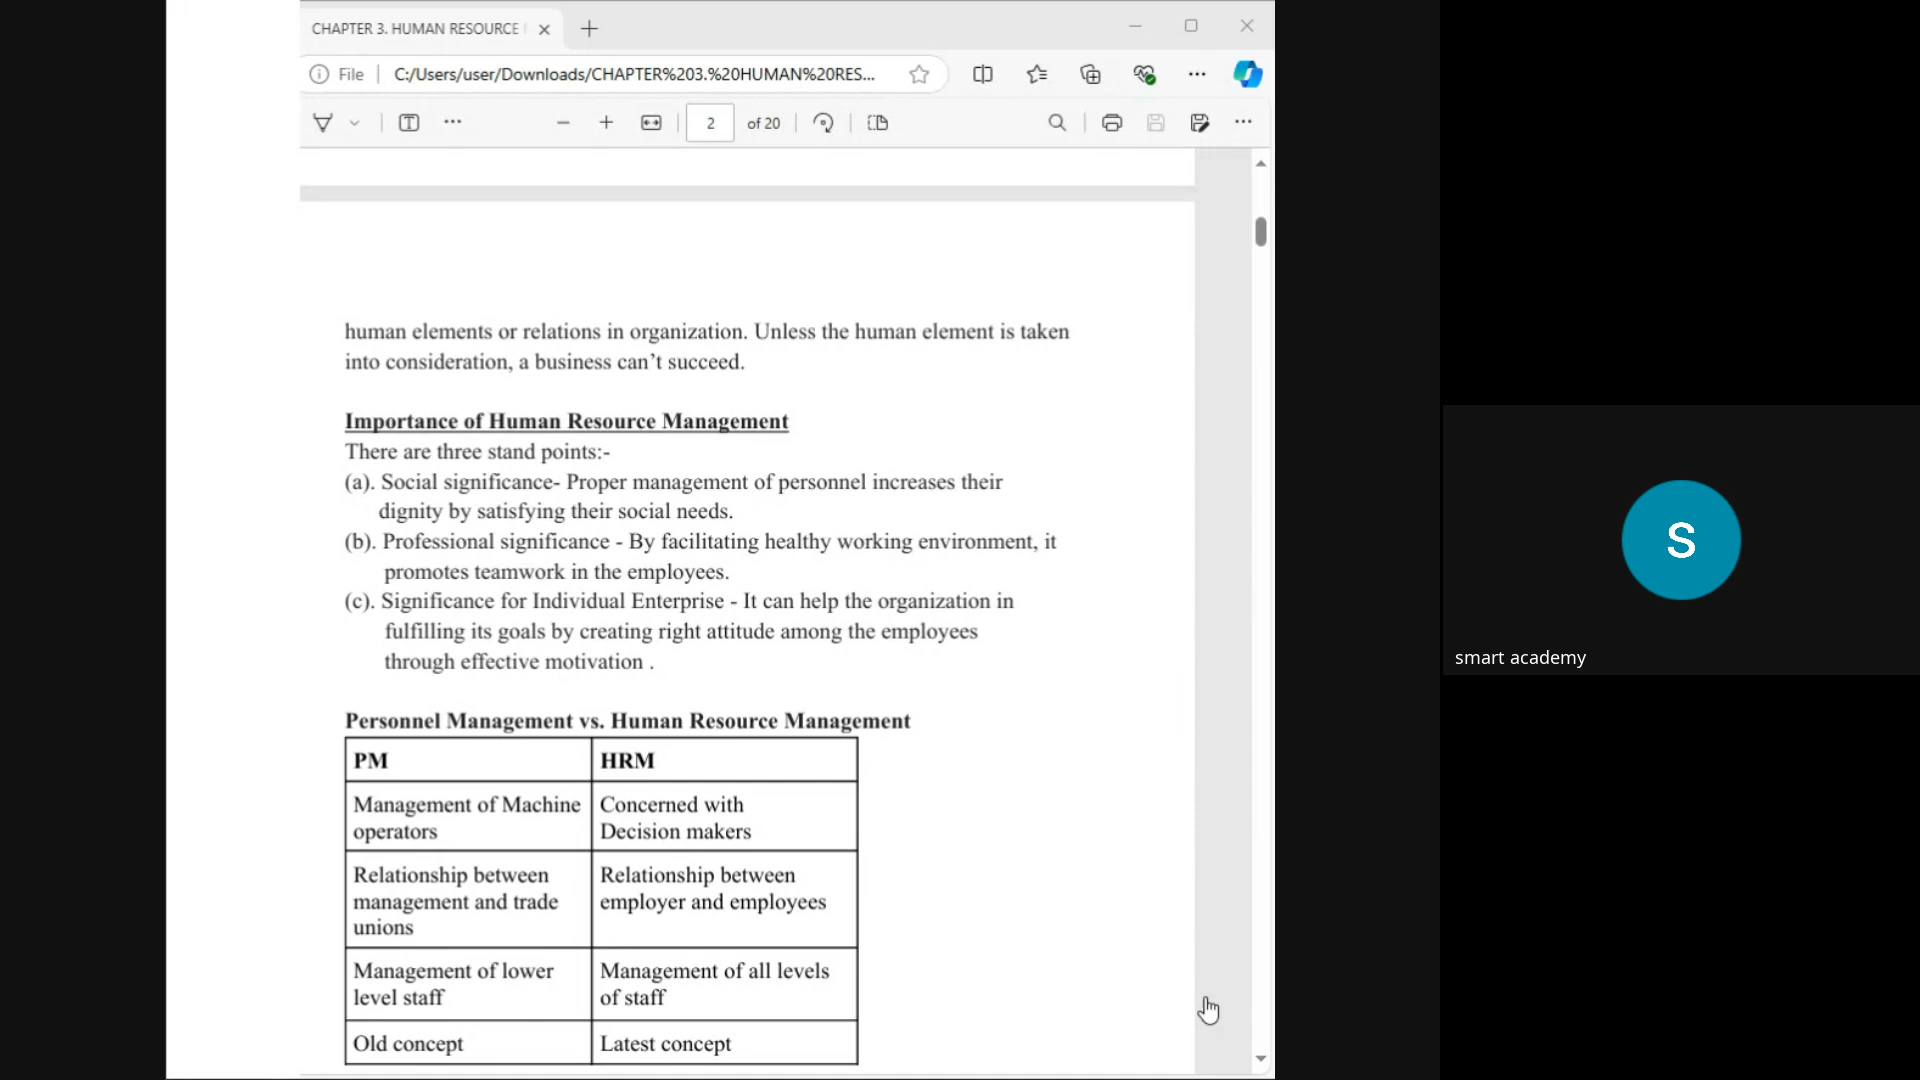 CHAPTER 3. HUMAN RESOURCE
File
C:/Users/user/Downloads/CHAPTER%203.%20HUMAN%20RES...
2 of 20
human elements or relations in organization. Unless the human element is taken
into consideration, a business can’t succeed.
Importance of Human Resource Management
There are three stand points:-
(a). Social significance- Proper management of personnel increases their
dignity by satisfying their social needs.
(b). Professional significance - By facilitating healthy working environment, it
promotes teamwork in the employees.
(c). Significance for Individual Enterprise - It can help the organization in
fulfilling its goals by creating right attitude among the employees
through effective motivation .
Personnel Management vs. Human Resource Management
PM
HRM
Management of Machine
operators
Concerned with
Decision makers
Relationship between
management and trade
unions
Relationship between
employer and employees
Management of lower
level staff
Management of all levels
of staff
Old concept
Latest concept
S
smart academy